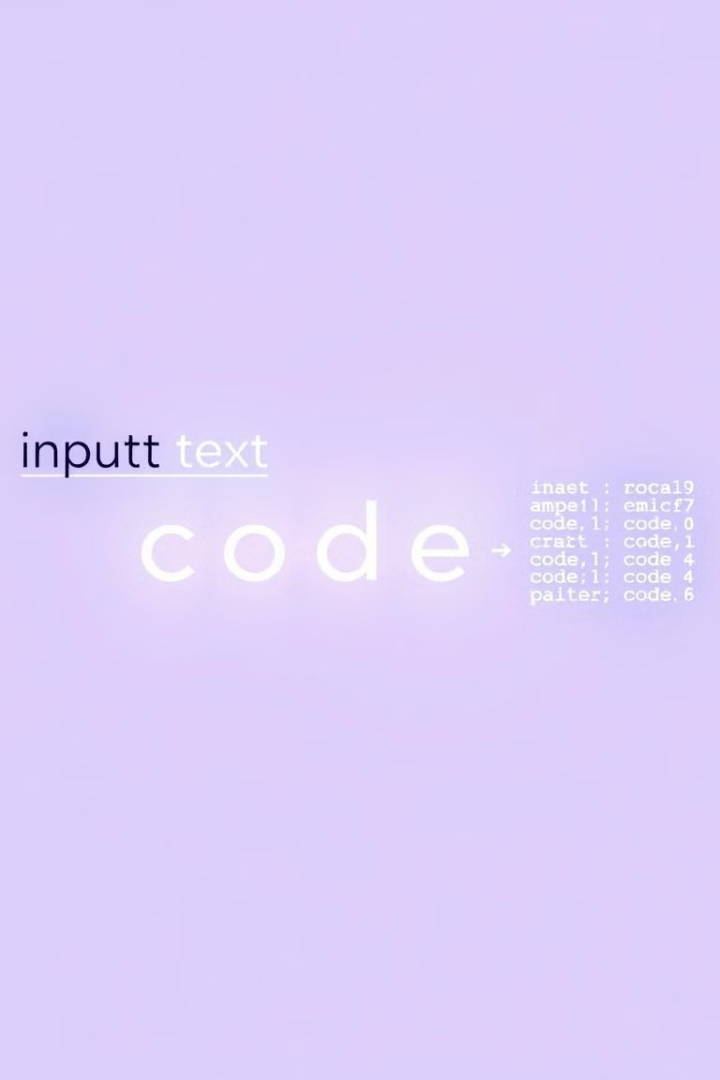 inputt text
code →
inaet : roca19
ampe11: emicf7
code,1; code,0
cratt : code,1
code,1; code 4
code;1: code 4
paiter; code.6